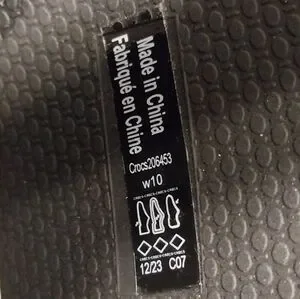 Made in China
Fabriqué en Chine
Crocs206453
w10
12/23 C07